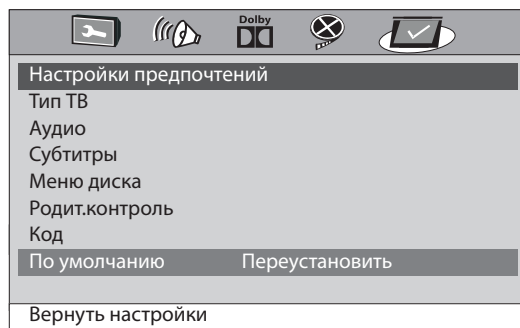 Dolby
Настройки предпочтений
Тип ТВ
Аудио
Субтитры
Меню диска
Родит.контроль
Код
По умолчанию Переустановить
Вернуть настройки